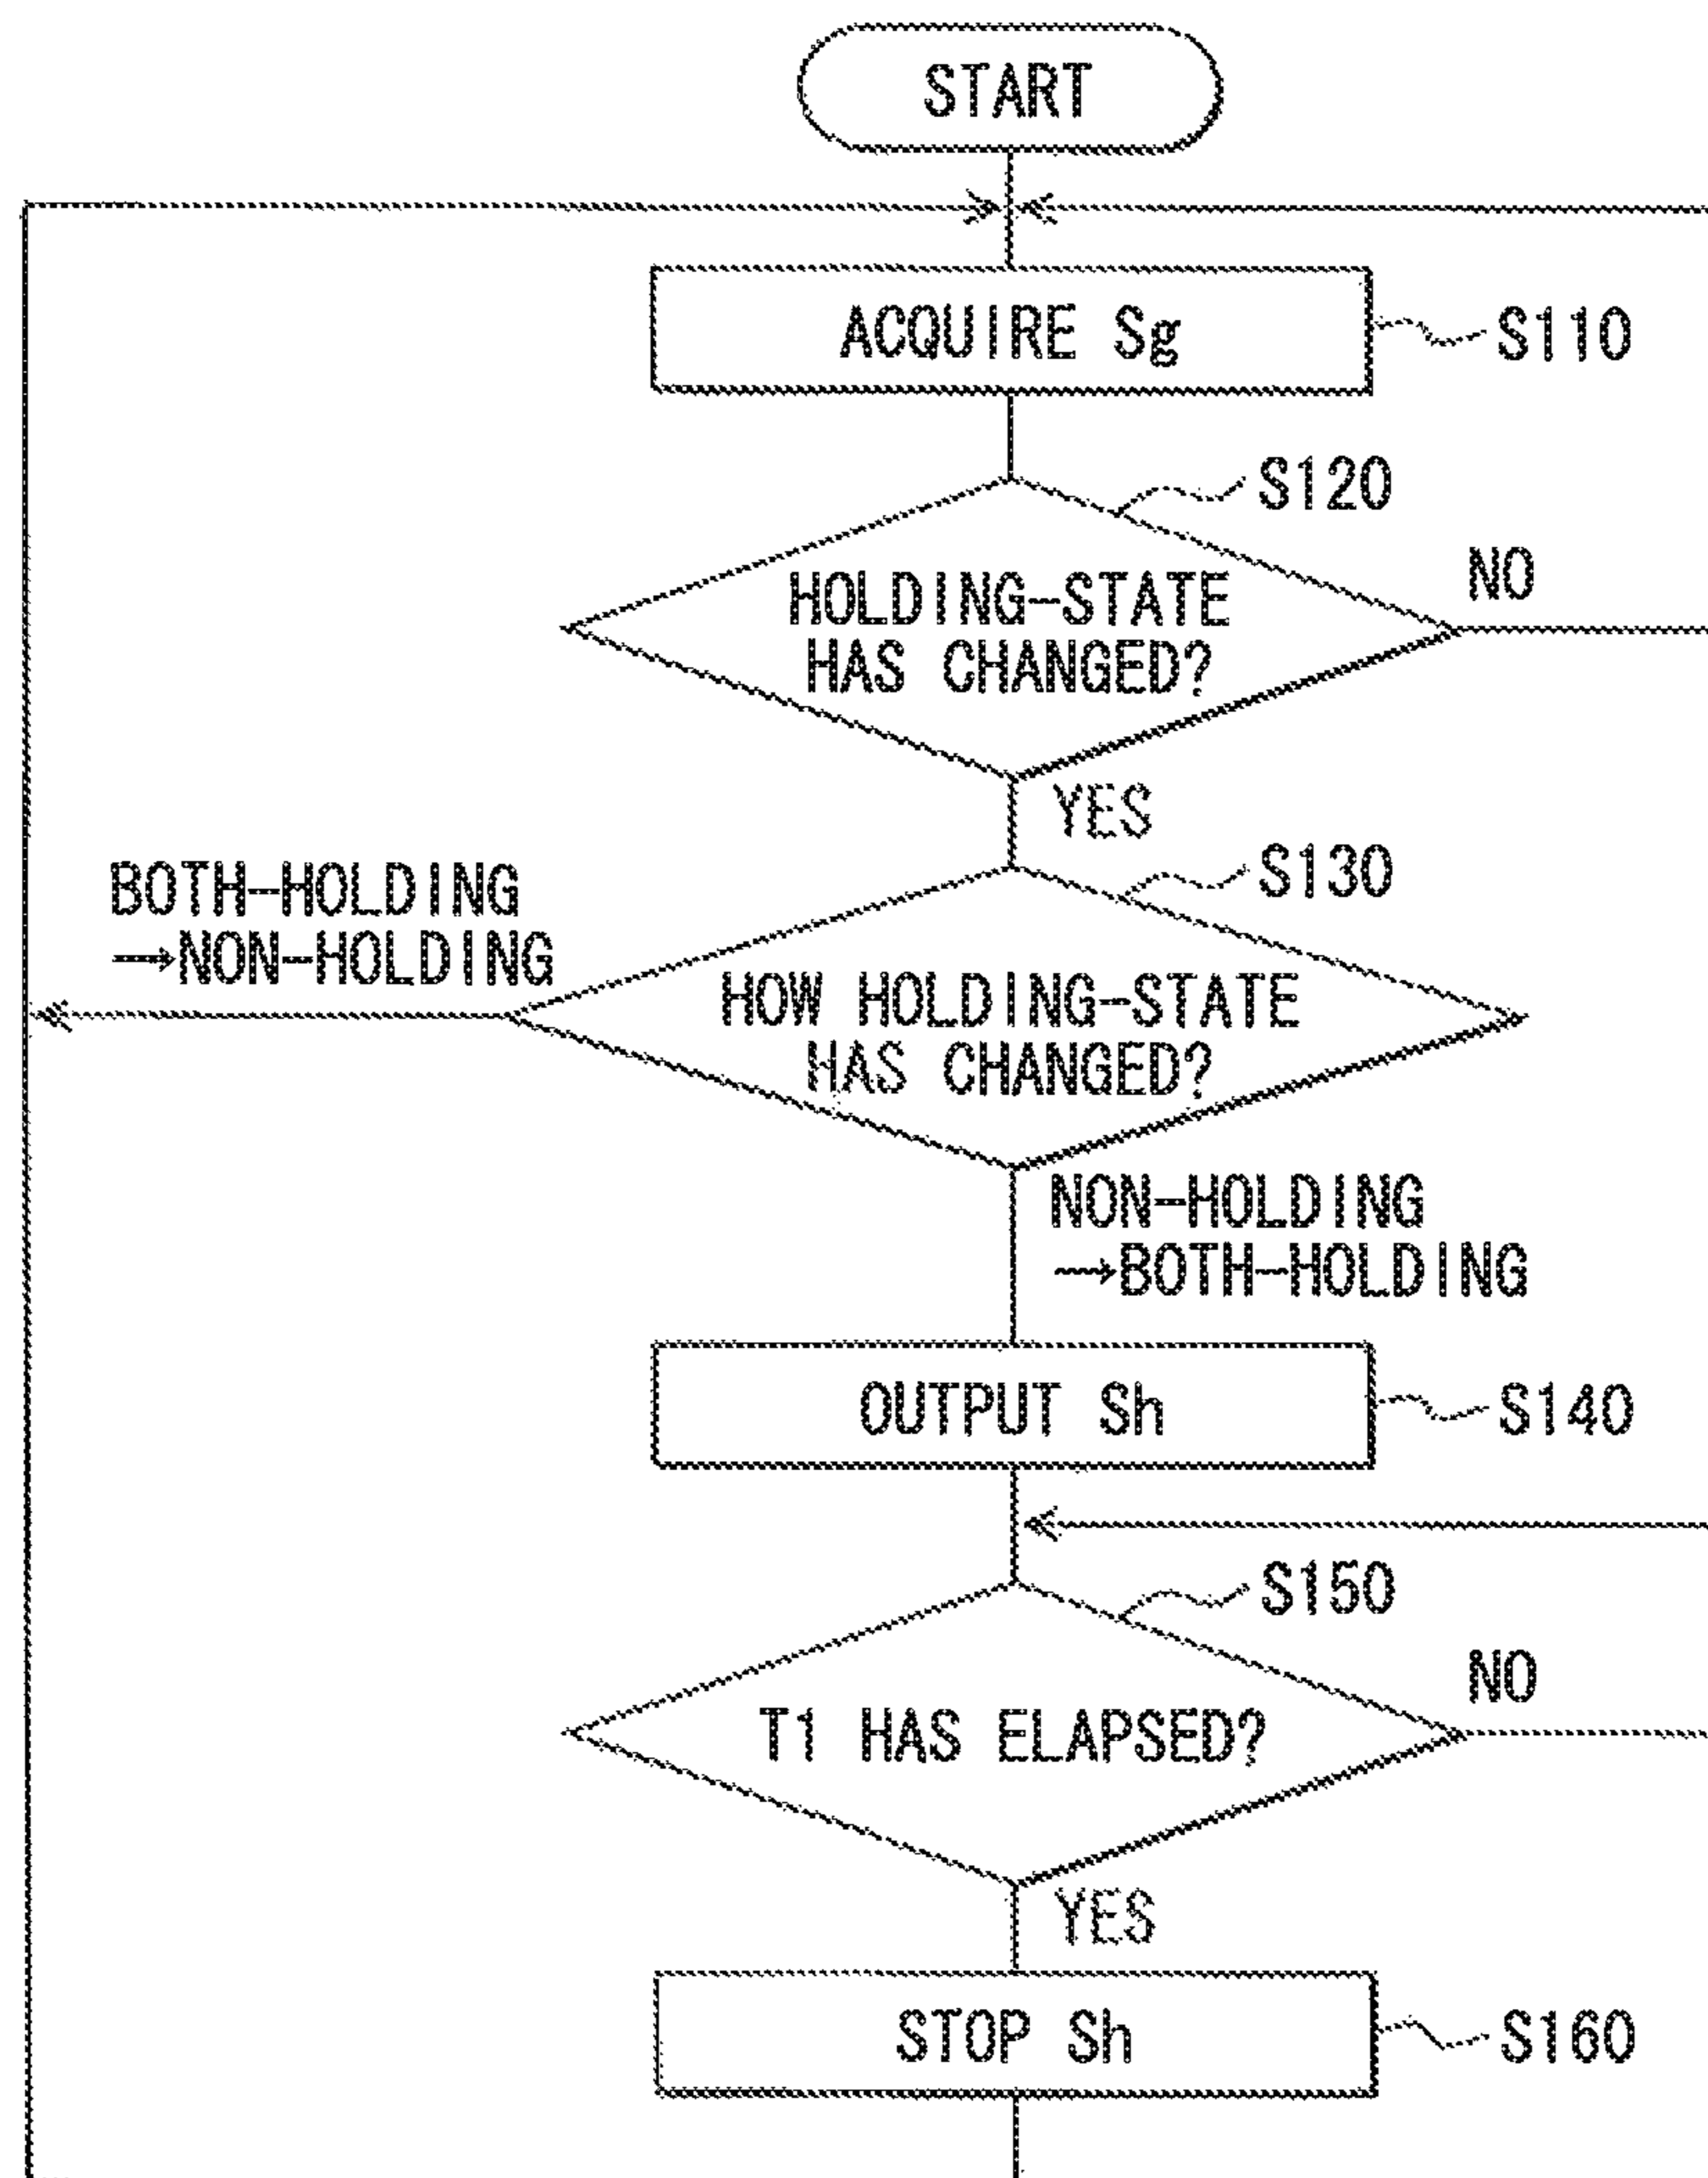 START
ACQUIRE Sg
S110
S120
HOLDING-STATE
HAS CHANGED?
NO
YES
S130
BOTH-HOLDING
→NON-HOLDING
HOW HOLDING-STATE
HAS CHANGED?
NON-HOLDING
→BOTH-HOLDING
OUTPUT Sh
S140
S150
T1 HAS ELAPSED?
NO
YES
STOP Sh
S160